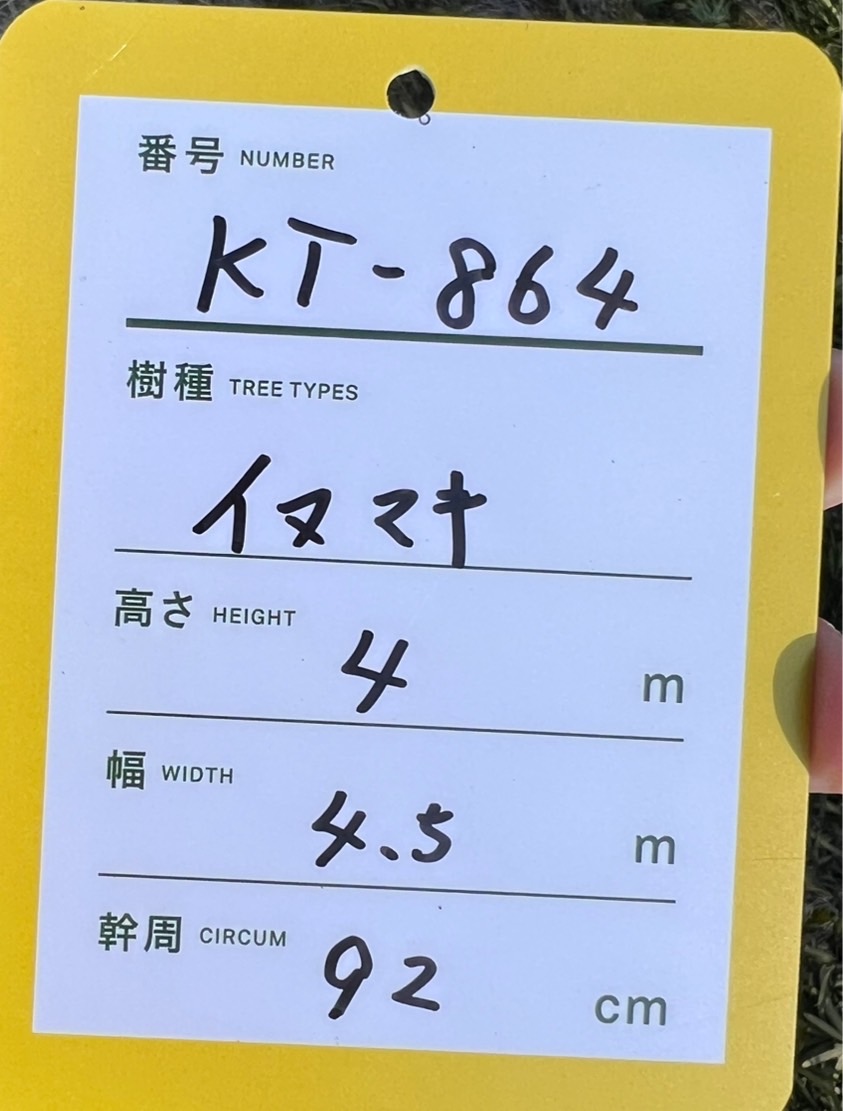 番号 NUMBER
KT-864
樹種 TREE TYPES
イヌマキ
高さ HEIGHT
4 m
幅 WIDTH
4.5 m
幹周 CIRCUM
92 cm